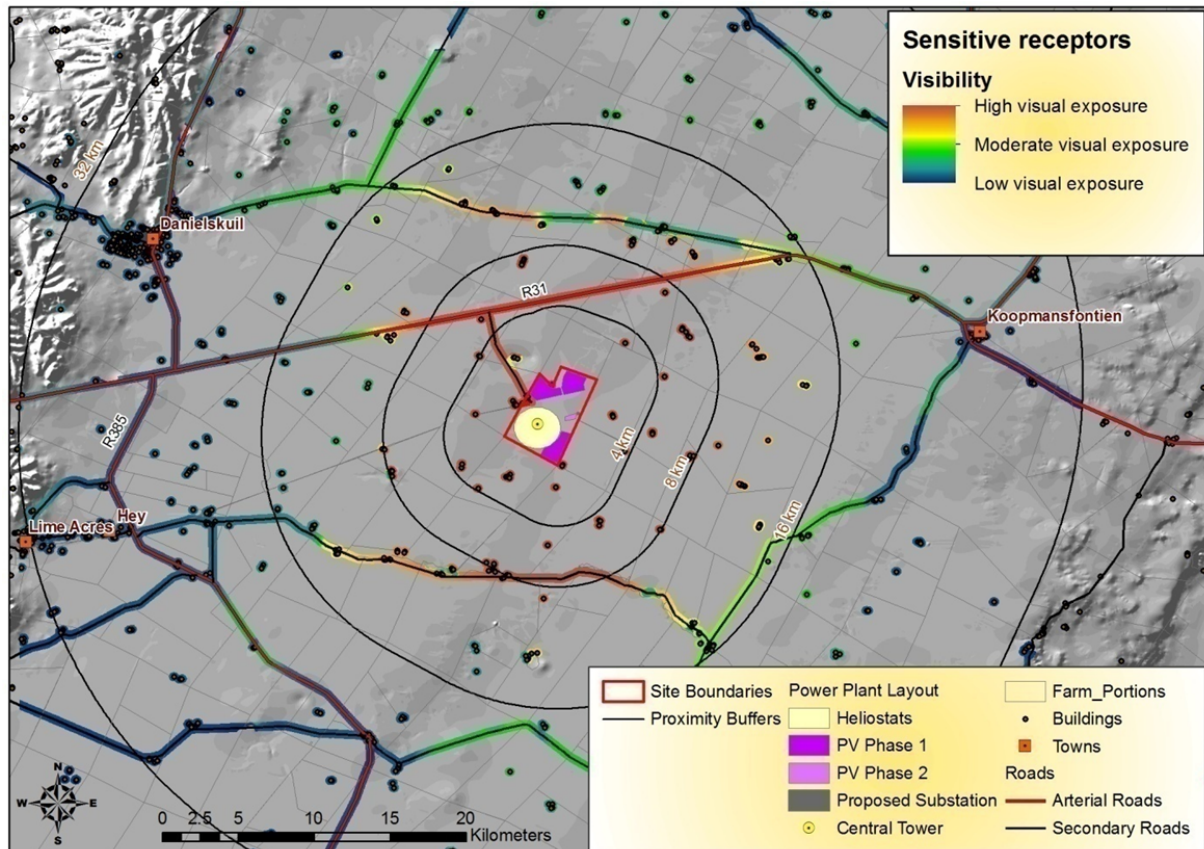 Sensitive receptors
Visibility
High visual exposure
Moderate visual exposure
Low visual exposure
32 km
Danielskuil
R31
Koopmansfontien
R385
4 km
8 km
16 km
Lime Acres
Hey
Site Boundaries
Proximity Buffers
Power Plant Layout
Heliostats
PV Phase 1
PV Phase 2
Proposed Substation
Central Tower
Farm_Portions
Buildings
Towns
Roads
Arterial Roads
Secondary Roads
N
W E
S
0 2.5 5 10 15 20
Kilometers